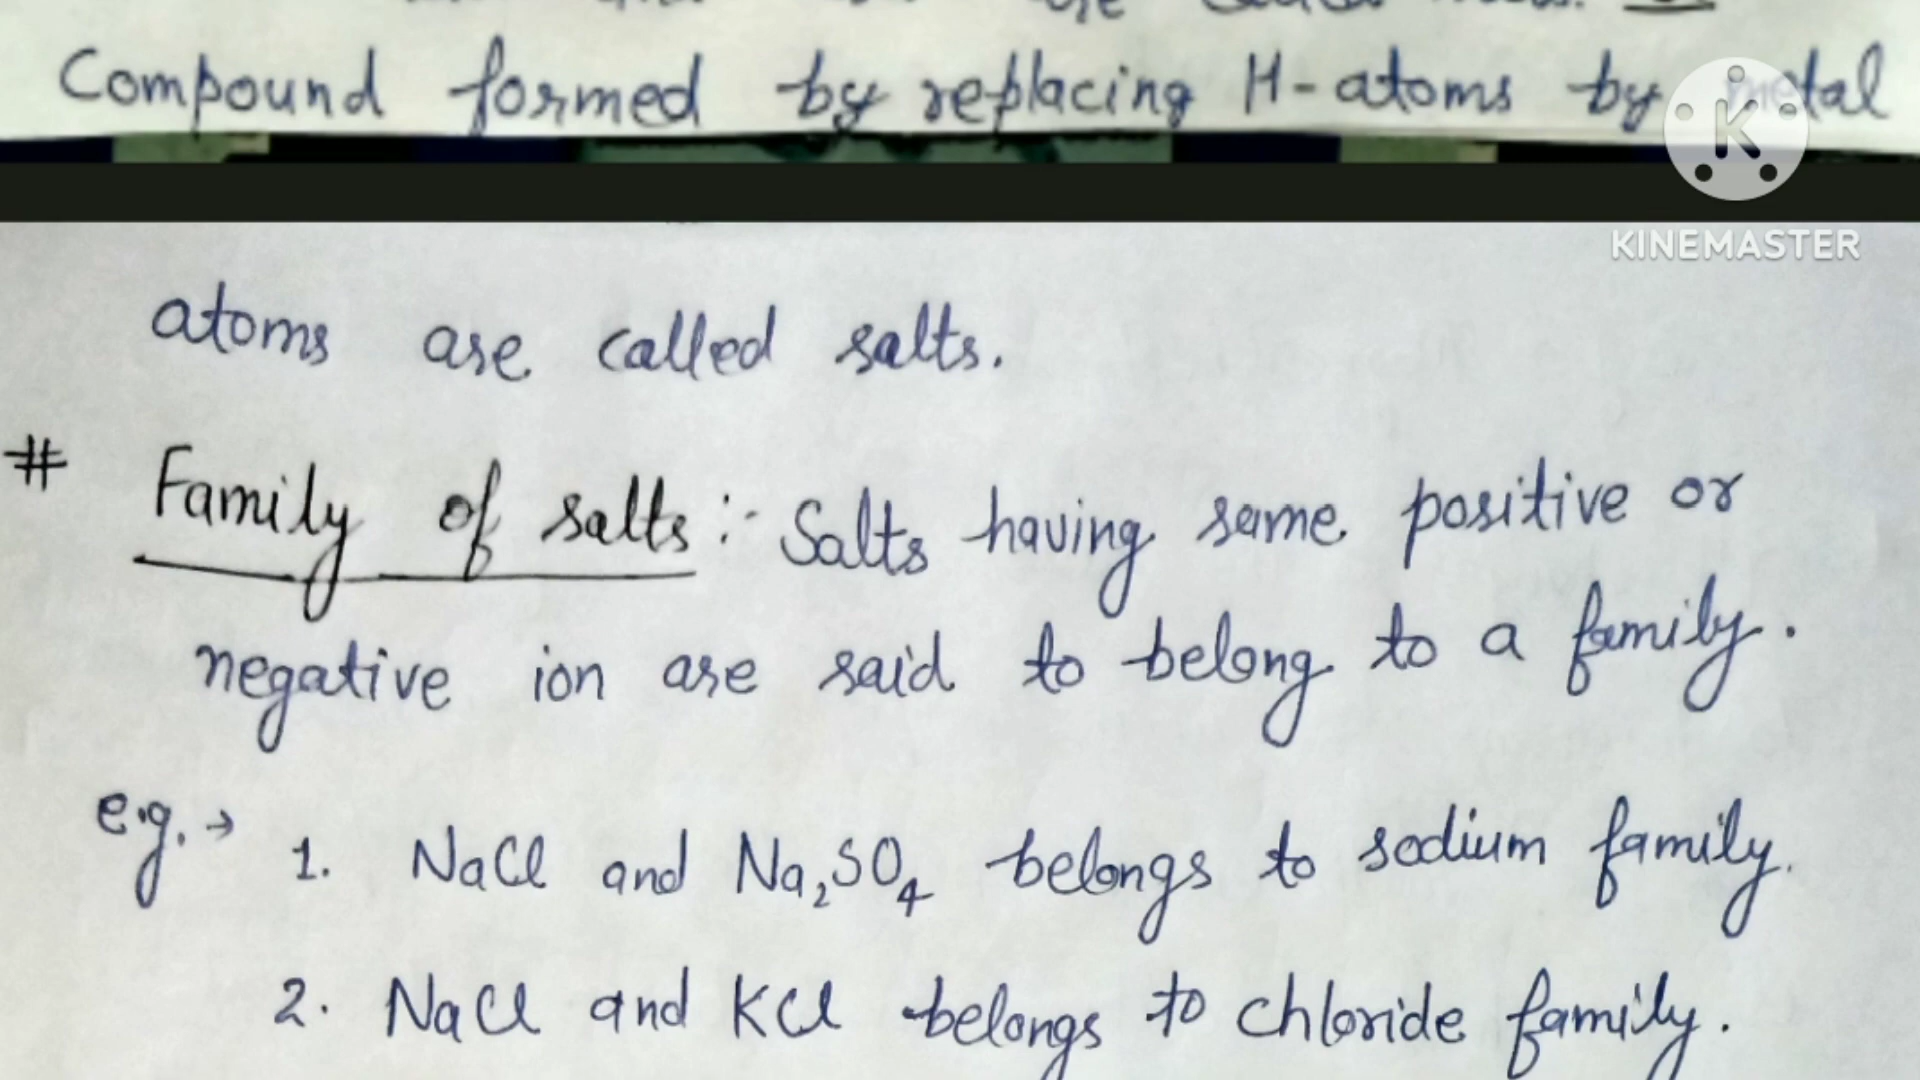 Compound formed by replacing H-atoms by metal
K
KINEMASTER
atoms are called salts.
# Family of salts:- Salts having same positive or
negative ion are said to belong to a family.
e.g. → 1. NaCl and Na₂SO₄ belongs to sodium family.
2. NaCl and KCl belongs to chloride family.